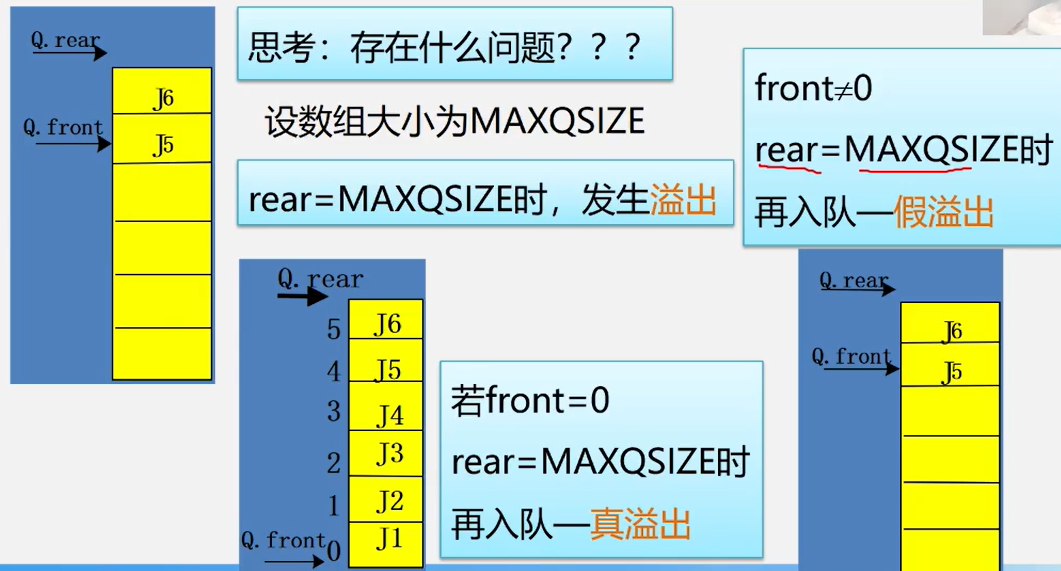 Q.rear
J6
Q.front
J5
思考：存在什么问题？？？
设数组大小为MAXQSIZE
rear=MAXQSIZE时，发生溢出
front≠0
rear=MAXQSIZE时
再入队—假溢出
Q.rear
5 J6
4 J5
3 J4
2 J3
1 J2
Q.front 0 J1
若front=0
rear=MAXQSIZE时
再入队—真溢出
Q.rear
J6
Q.front
J5